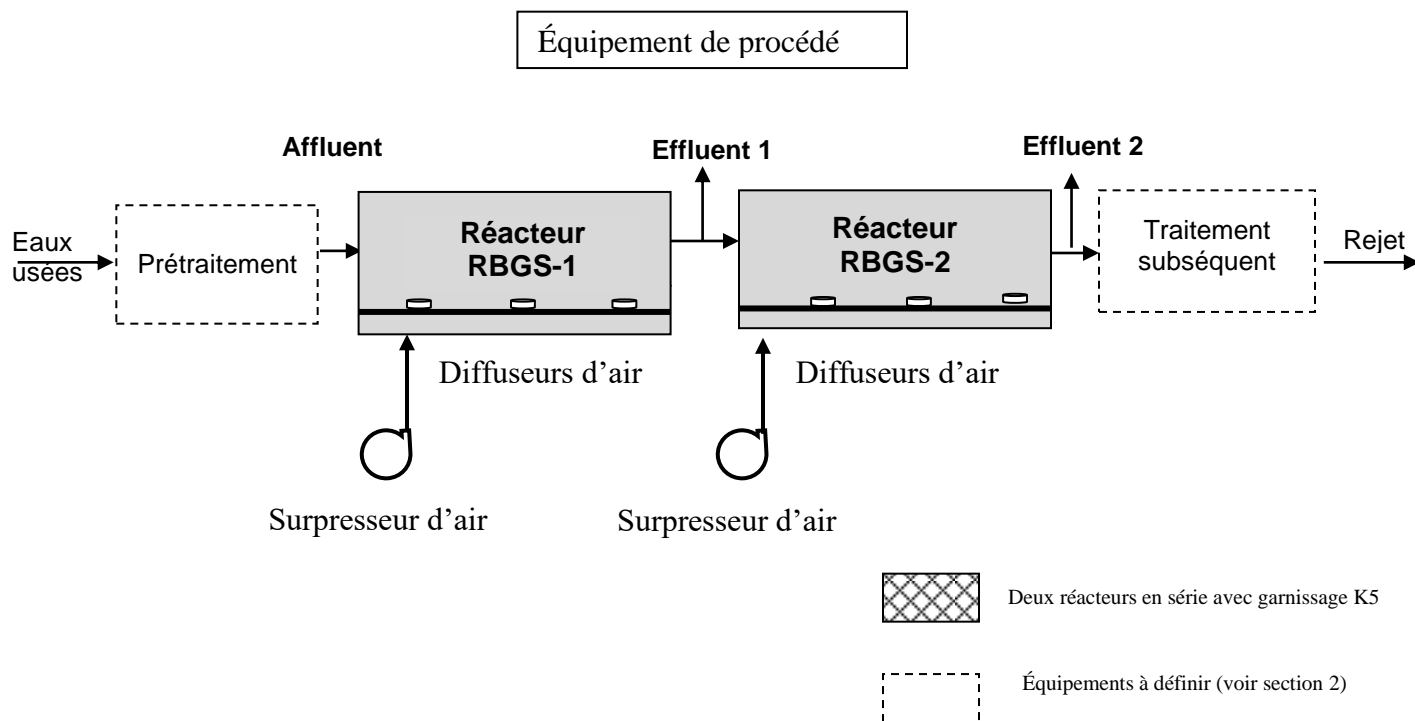 Équipement de procédé
Affluent
Effluent 1
Effluent 2
Eaux
usées
Prétraitement
Réacteur
RBGS-1
Réacteur
RBGS-2
Traitement
subséquent
Rejet
Diffuseurs d’air
Diffuseurs d’air
Surpresseur d’air
Surpresseur d’air
Deux réacteurs en série avec garnissage K5
Équipements à définir (voir section 2)